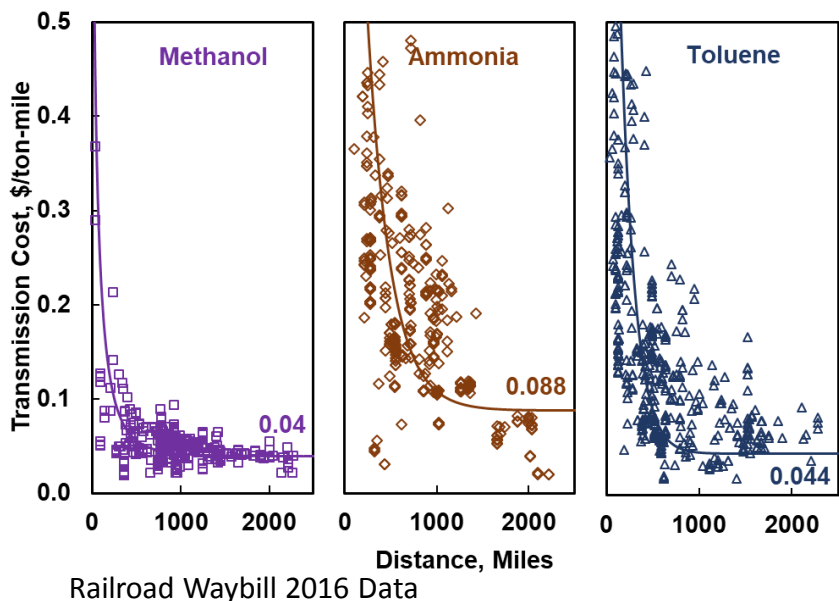 Methanol
Ammonia
Toluene
Transmission Cost, $/ton-mile
0.5
0.4
0.3
0.2
0.1
0.0
0.04
0.088
0.044
0 1000 2000
0 1000 2000
0 1000 2000
Distance, Miles
Railroad Waybill 2016 Data